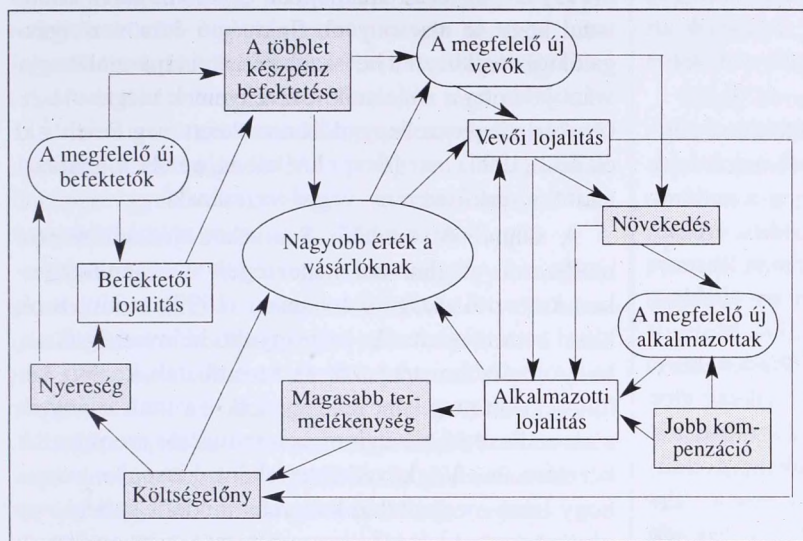 A többlet
készpénz
befektetése
A megfelelő új
vevők
Vevői lojalitás
A megfelelő új
befektetők
Növekedés
Nagyobb érték a
vásárlóknak
Befektetői
lojalitás
A megfelelő új
alkalmazottak
Nyereség
Magasabb ter-
melékenység
Alkalmazotti
lojalitás
Jobb kom-
penzáció
Költségelőny